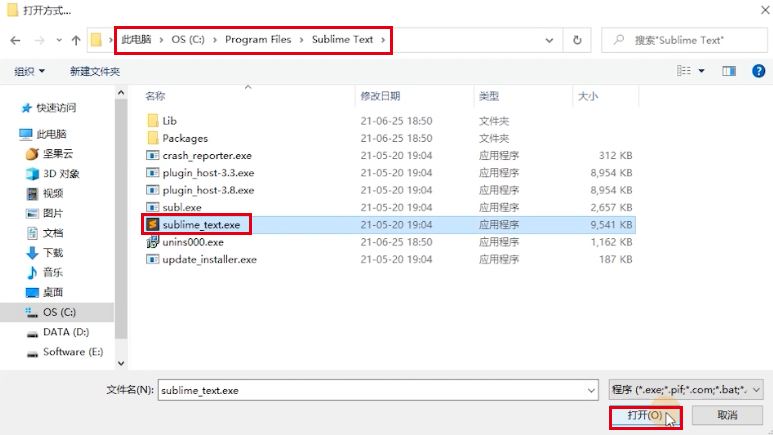 打开方式...
此电脑 > OS (C:) > Program Files > Sublime Text >
搜索"Sublime Text"
组织 新建文件夹
名称 修改日期 类型 大小
快速访问
此电脑
坚果云
3D 对象
视频
图片
文档
下载
音乐
桌面
OS (C:)
DATA (D:)
Software (E:)
Lib 21-06-25 18:50 文件夹
Packages 21-06-25 18:50 文件夹
crash_reporter.exe 21-05-20 19:04 应用程序 312 KB
plugin_host-3.3.exe 21-05-20 19:04 应用程序 8,954 KB
plugin_host-3.8.exe 21-05-20 19:04 应用程序 8,954 KB
subl.exe 21-05-20 19:04 应用程序 2,657 KB
sublime_text.exe 21-05-20 19:04 应用程序 9,541 KB
unins000.exe 21-06-25 18:50 应用程序 1,162 KB
update_installer.exe 21-05-20 19:04 应用程序 187 KB
文件名(N): sublime_text.exe 程序 (*.exe;*.pif;*.com;*.bat;*.
打开(O) 取消